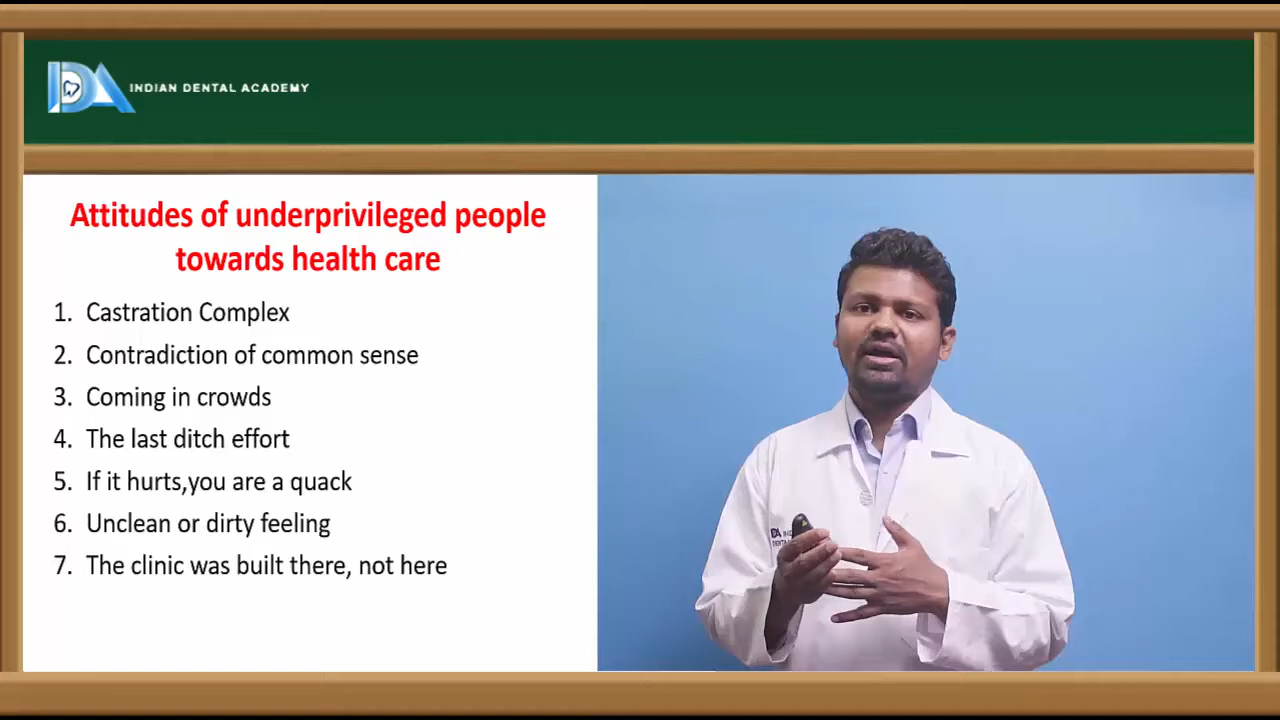 INDIAN DENTAL ACADEMY
Attitudes of underprivileged people
towards health care
1. Castration Complex
2. Contradiction of common sense
3. Coming in crowds
4. The last ditch effort
5. If it hurts,you are a quack
6. Unclean or dirty feeling
7. The clinic was built there, not here